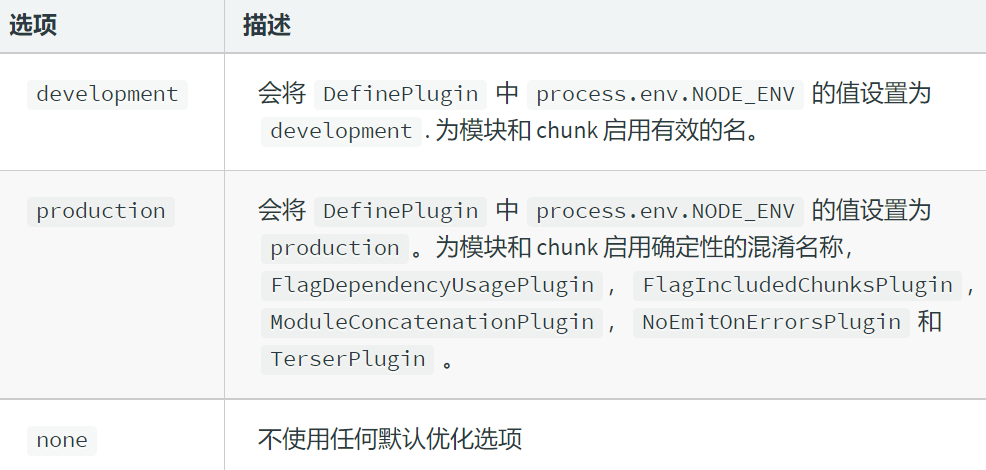 选项 描述
development 会将 DefinePlugin 中 process.env.NODE_ENV 的值设置为
development . 为模块和 chunk 启用有效的名。
production 会将 DefinePlugin 中 process.env.NODE_ENV 的值设置为
production 。为模块和 chunk 启用确定性的混淆名称，
FlagDependencyUsagePlugin ， FlagIncludedChunksPlugin ，
ModuleConcatenationPlugin ， NoEmitOnErrorsPlugin 和
TerserPlugin 。
none 不使用任何默认优化选项